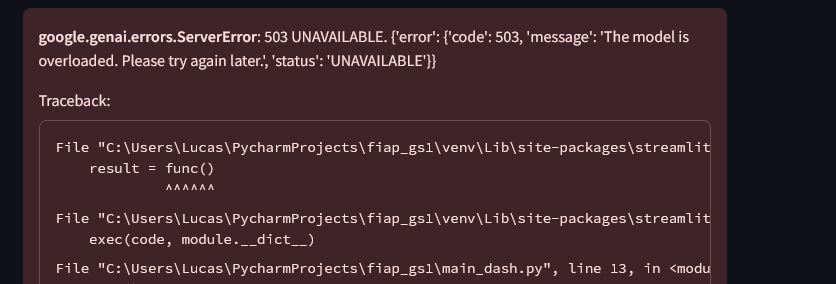 google.genai.errors.ServerError: 503 UNAVAILABLE. {'error': {'code': 503, 'message': 'The model is
overloaded. Please try again later.', 'status': 'UNAVAILABLE'}}
Traceback:
File "C:\Users\Lucas\PycharmProjects\fiap_gs1\venv\Lib\site-packages\streamlit
result = func()
^^^^^^
File "C:\Users\Lucas\PycharmProjects\fiap_gs1\venv\Lib\site-packages\streamlit
exec(code, module.__dict__)
File "C:\Users\Lucas\PycharmProjects\fiap_gs1\main_dash.py", line 13, in <modu